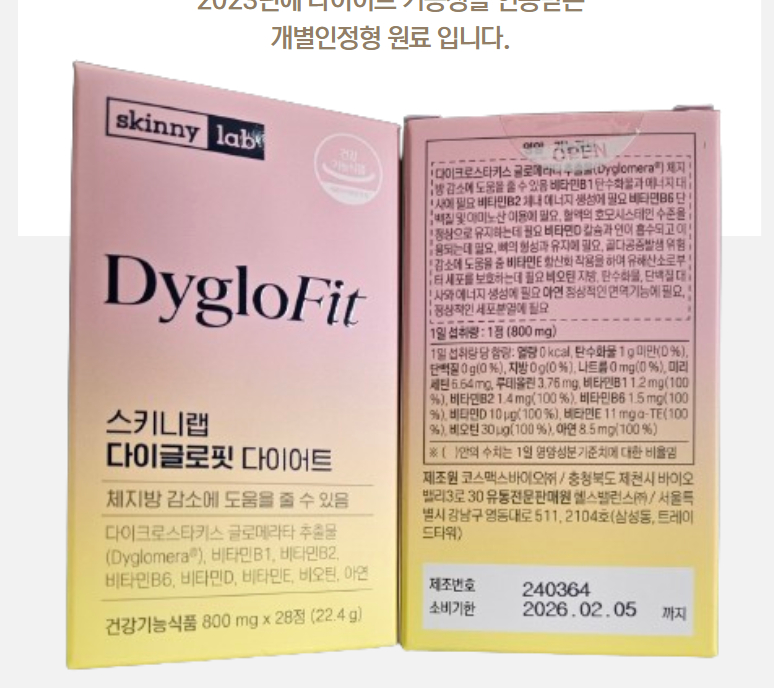 개별인정형 원료 입니다.
skinny lab
건강
기능식품
DygloFit
스키니랩
다이글로핏 다이어트
체지방 감소에 도움을 줄 수 있음
다이크로스타키스 글로메라타 추출물
(Dyglomera®), 비타민B1, 비타민B2,
비타민B6, 비타민D, 비타민E, 비오틴, 아연
건강기능식품 800 mg x 28정 (22.4 g)
OPEN
다이크로스타키스 글로메라타 추출물(Dyglomera®) 체지
방 감소에 도움을 줄 수 있음 비타민B1 탄수화물과 에너지 대
사에 필요 비타민B2 체내 에너지 생성에 필요 비타민B6 단
백질 및 아미노산 이용에 필요, 혈액의 호모시스테인 수준을
정상으로 유지하는데 필요 비타민D 칼슘과 인이 흡수되고 이
용되는데 필요, 뼈의 형성과 유지에 필요, 골다공증발생 위험
감소에 도움을 줌 비타민E 항산화 작용을 하여 유해산소로부
터 세포를 보호하는데 필요 비오틴 지방, 탄수화물, 단백질 대
사와 에너지 생성에 필요 아연 정상적인 면역기능에 필요,
정상적인 세포분열에 필요
1일 섭취량 : 1정 (800 mg)
1일 섭취량 당 함량: 열량 0 kcal, 탄수화물 1 g 미만(0 %),
단백질 0 g(0 %), 지방 0 g(0 %), 나트륨 0 mg(0 %), 미리
세틴 6.64 mg, 루테올린 3.76 mg, 비타민B1 1.2 mg(100
%), 비타민B2 1.4 mg(100 %), 비타민B6 1.5 mg(100
%), 비타민D 10 μg(100 %), 비타민E 11 mg α-TE(100
%), 비오틴 30 μg(100 %), 아연 8.5 mg(100 %)
※ ( )안의 수치는 1일 영양성분기준치에 대한 비율임
제조원 코스맥스바이오㈜ / 충청북도 제천시 바이오
밸리3로 30 유통전문판매원 헬스밸런스㈜ / 서울특
별시 강남구 영동대로 511, 2104호(삼성동, 트레이
드타워)
제조번호 240364
소비기한 2026.02.05 까지